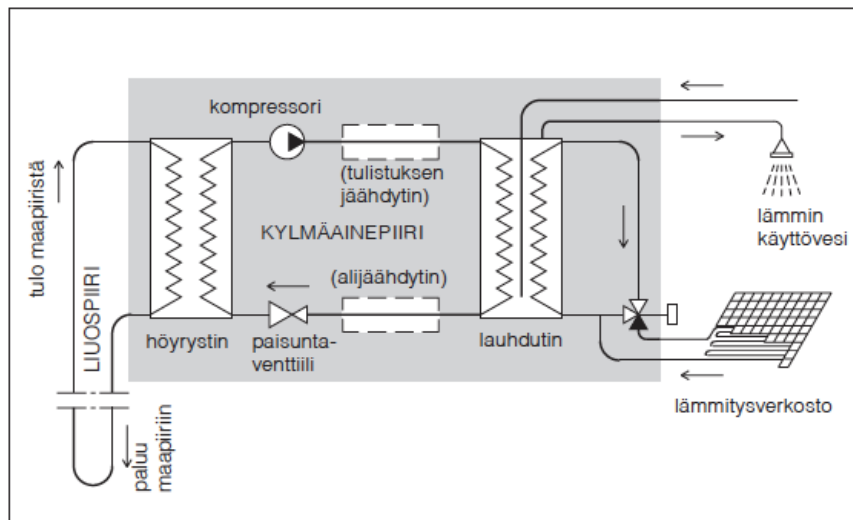 kompressori
(tulistuksen
jäähdytin)
KYLMÄAINEPIIRI
(alijäähdytin)
höyrystin
paisunta-
venttiili
lauhdutin
lämmin
käyttövesi
lämmitysverkosto
tulo maapiiristä
LIUOSPIIRI
paluu
maapiiriin